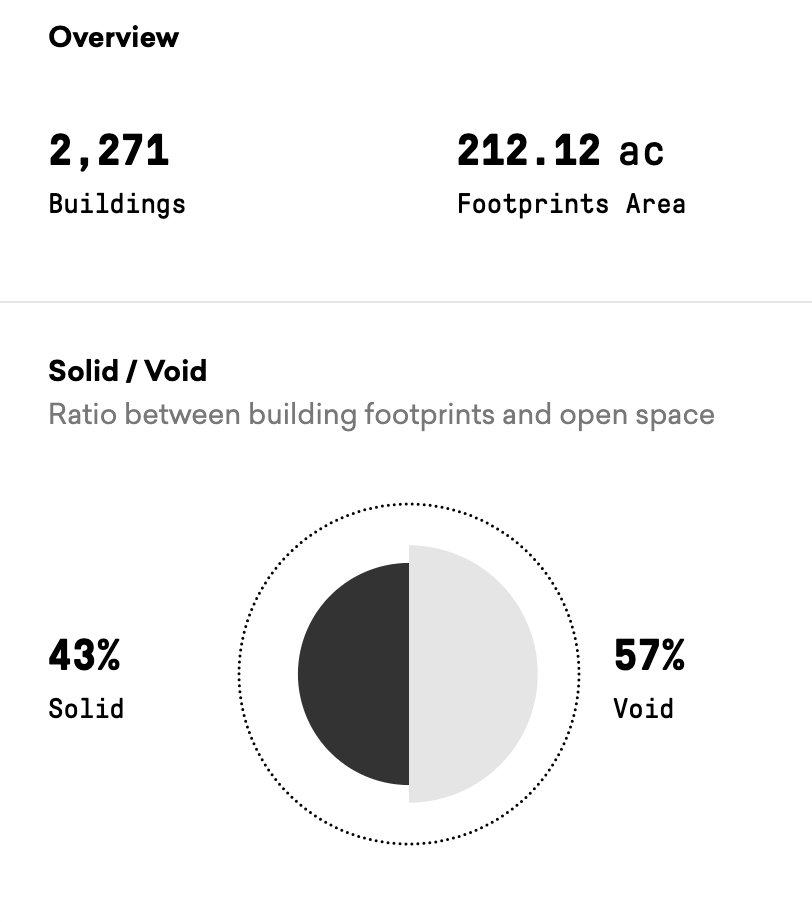 Overview
2,271
212.12 ac
Buildings
Footprints Area
Solid / Void
Ratio between building footprints and open space
43%
57%
Solid
Void